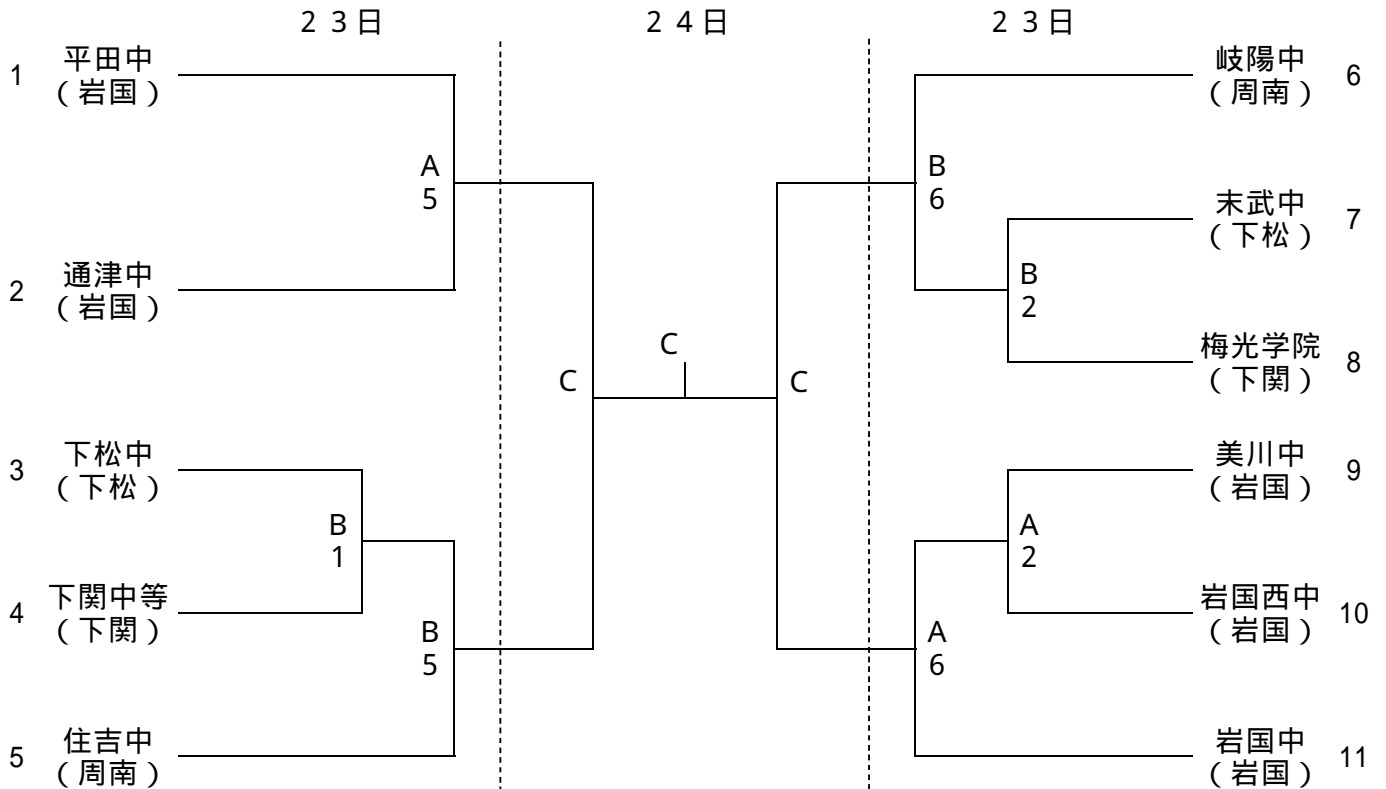 ２３日
２４日
２３日
1
平田中
（岩国）
A
5
2
通津中
（岩国）
3
下松中
（下松）
B
1
4
下関中等
（下関）
B
5
5
住吉中
（周南）
C
C
C
岐陽中
（周南）
6
B
6
末武中
（下松）
7
B
2
梅光学院
（下関）
8
美川中
（岩国）
9
A
2
岩国西中
（岩国）
10
A
6
岩国中
（岩国）
11